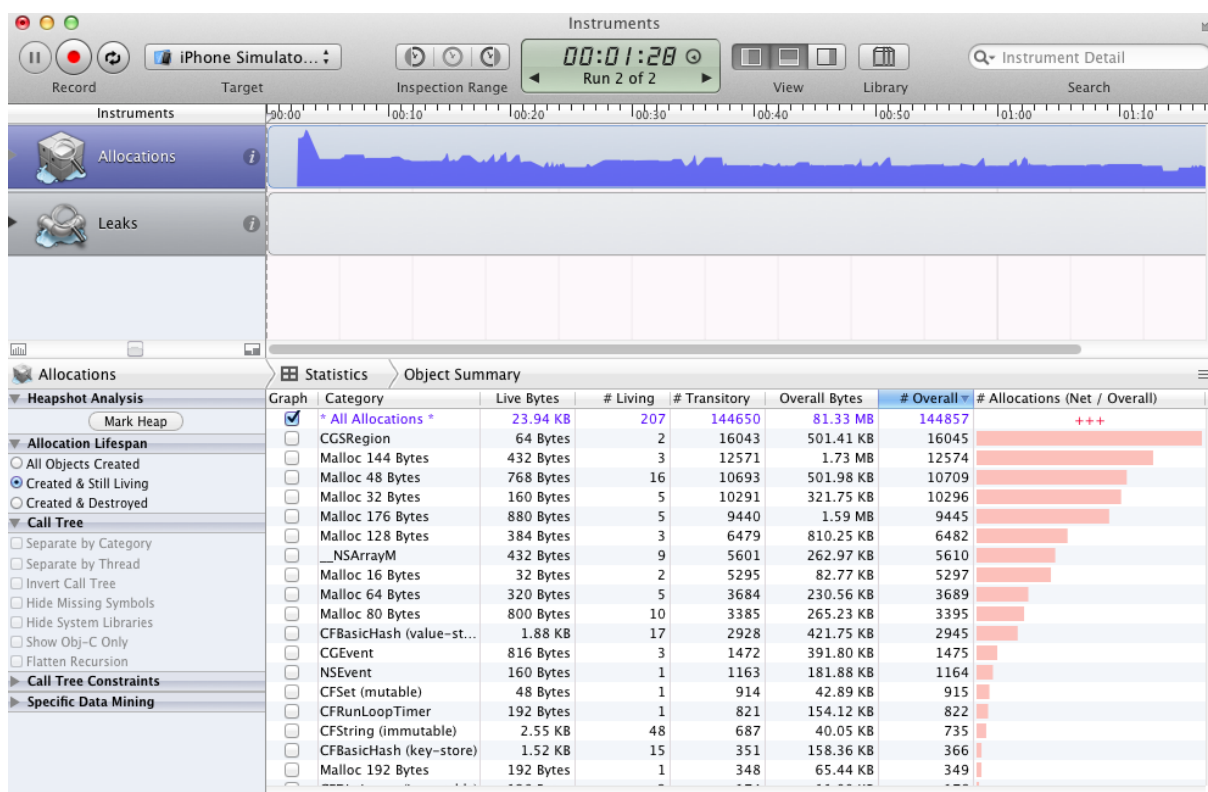 Instruments
iPhone Simulato...
00:01:28
Run 2 of 2
Instrument Detail
Record Target Inspection Range View Library Search
Instruments 00:00 00:10 00:20 00:30 00:40 00:50 01:00 01:10
Allocations
Leaks
Allocations Statistics Object Summary
Heapshot Analysis
Mark Heap
Allocation Lifespan
All Objects Created
Created & Still Living
Created & Destroyed
Call Tree
Separate by Category
Separate by Thread
Invert Call Tree
Hide Missing Symbols
Hide System Libraries
Show Obj-C Only
Flatten Recursion
Call Tree Constraints
Specific Data Mining
Graph Category Live Bytes # Living # Transitory Overall Bytes # Overall # Allocations (Net / Overall)
* All Allocations * 23.94 KB 207 144650 81.33 MB 144857 +++
CGSRegion 64 Bytes 2 16043 501.41 KB 16045
Malloc 144 Bytes 432 Bytes 3 12571 1.73 MB 12574
Malloc 48 Bytes 768 Bytes 16 10693 501.98 KB 10709
Malloc 32 Bytes 160 Bytes 5 10291 321.75 KB 10296
Malloc 176 Bytes 880 Bytes 5 9440 1.59 MB 9445
Malloc 128 Bytes 384 Bytes 3 6479 810.25 KB 6482
__NSArrayM 432 Bytes 9 5601 262.97 KB 5610
Malloc 16 Bytes 32 Bytes 2 5295 82.77 KB 5297
Malloc 64 Bytes 320 Bytes 5 3684 230.56 KB 3689
Malloc 80 Bytes 800 Bytes 10 3385 265.23 KB 3395
CFBasicHash (value-st... 1.88 KB 17 2928 421.75 KB 2945
CGEvent 816 Bytes 3 1472 391.80 KB 1475
NSEvent 160 Bytes 1 1163 181.88 KB 1164
CFSet (mutable) 48 Bytes 1 914 42.89 KB 915
CFRunLoopTimer 192 Bytes 1 821 154.12 KB 822
CFString (immutable) 2.55 KB 48 687 40.05 KB 735
CFBasicHash (key-store) 1.52 KB 15 351 158.36 KB 366
Malloc 192 Bytes 192 Bytes 1 348 65.44 KB 349